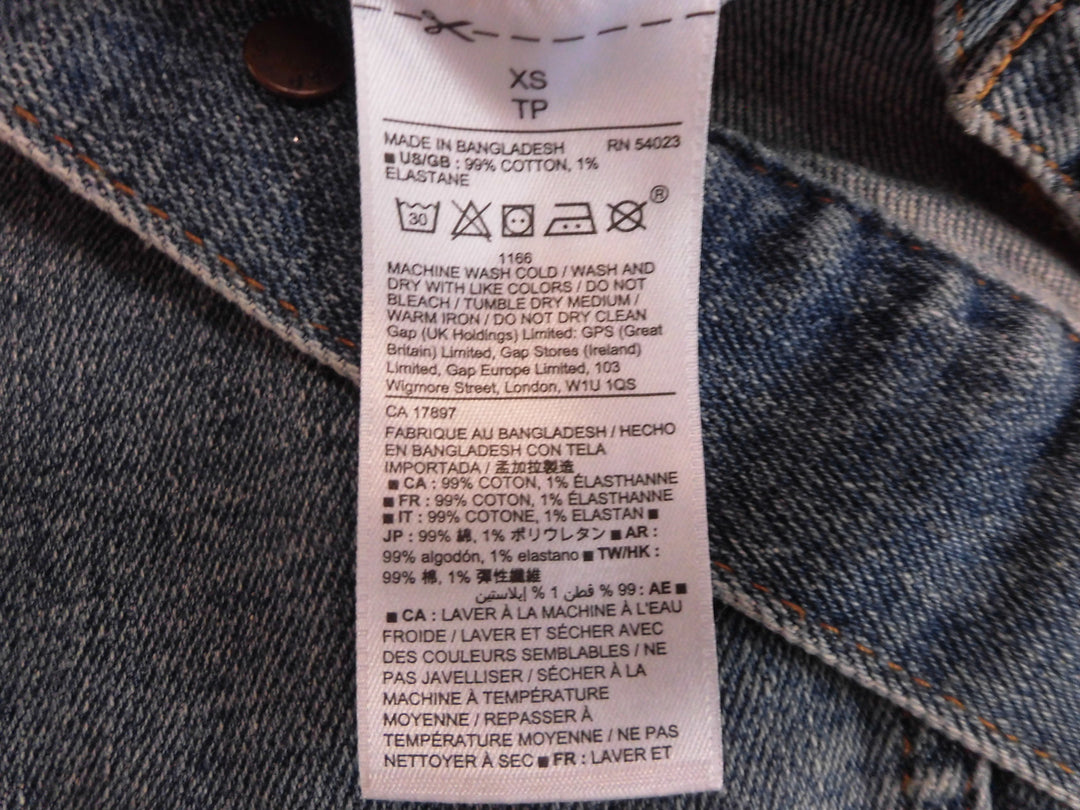 XS
TP
MADE IN BANGLADESH RN 54023
■ US/GB : 99% COTTON, 1%
ELASTANE
30
®
1166
MACHINE WASH COLD / WASH AND
DRY WITH LIKE COLORS / DO NOT
BLEACH / TUMBLE DRY MEDIUM /
WARM IRON / DO NOT DRY CLEAN
Gap (UK Holdings) Limited: GPS (Great
Britain) Limited, Gap Stores (Ireland)
Limited, Gap Europe Limited, 103
Wigmore Street, London, W1U 1QS
CA 17897
FABRIQUE AU BANGLADESH / HECHO
EN BANGLADESH CON TELA
IMPORTADA / 孟加拉製造
■ CA : 99% COTON, 1% ÉLASTHANNE
■ FR : 99% COTON, 1% ÉLASTHANNE
■ IT : 99% COTONE, 1% ELASTAN ■
JP : 99% 綿, 1% ポリウレタン ■ AR :
99% algodón, 1% elastano ■ TW/HK :
99% 棉, 1% 彈性纖維
■ AE : 99 % قطن 1 % إيلاستين
■ CA : LAVER À LA MACHINE À L'EAU
FROIDE / LAVER ET SÉCHER AVEC
DES COULEURS SEMBLABLES / NE
PAS JAVELLISER / SÉCHER À LA
MACHINE À TEMPÉRATURE
MOYENNE / REPASSER À
TEMPÉRATURE MOYENNE / NE PAS
NETTOYER À SEC ■ FR : LAVER ET